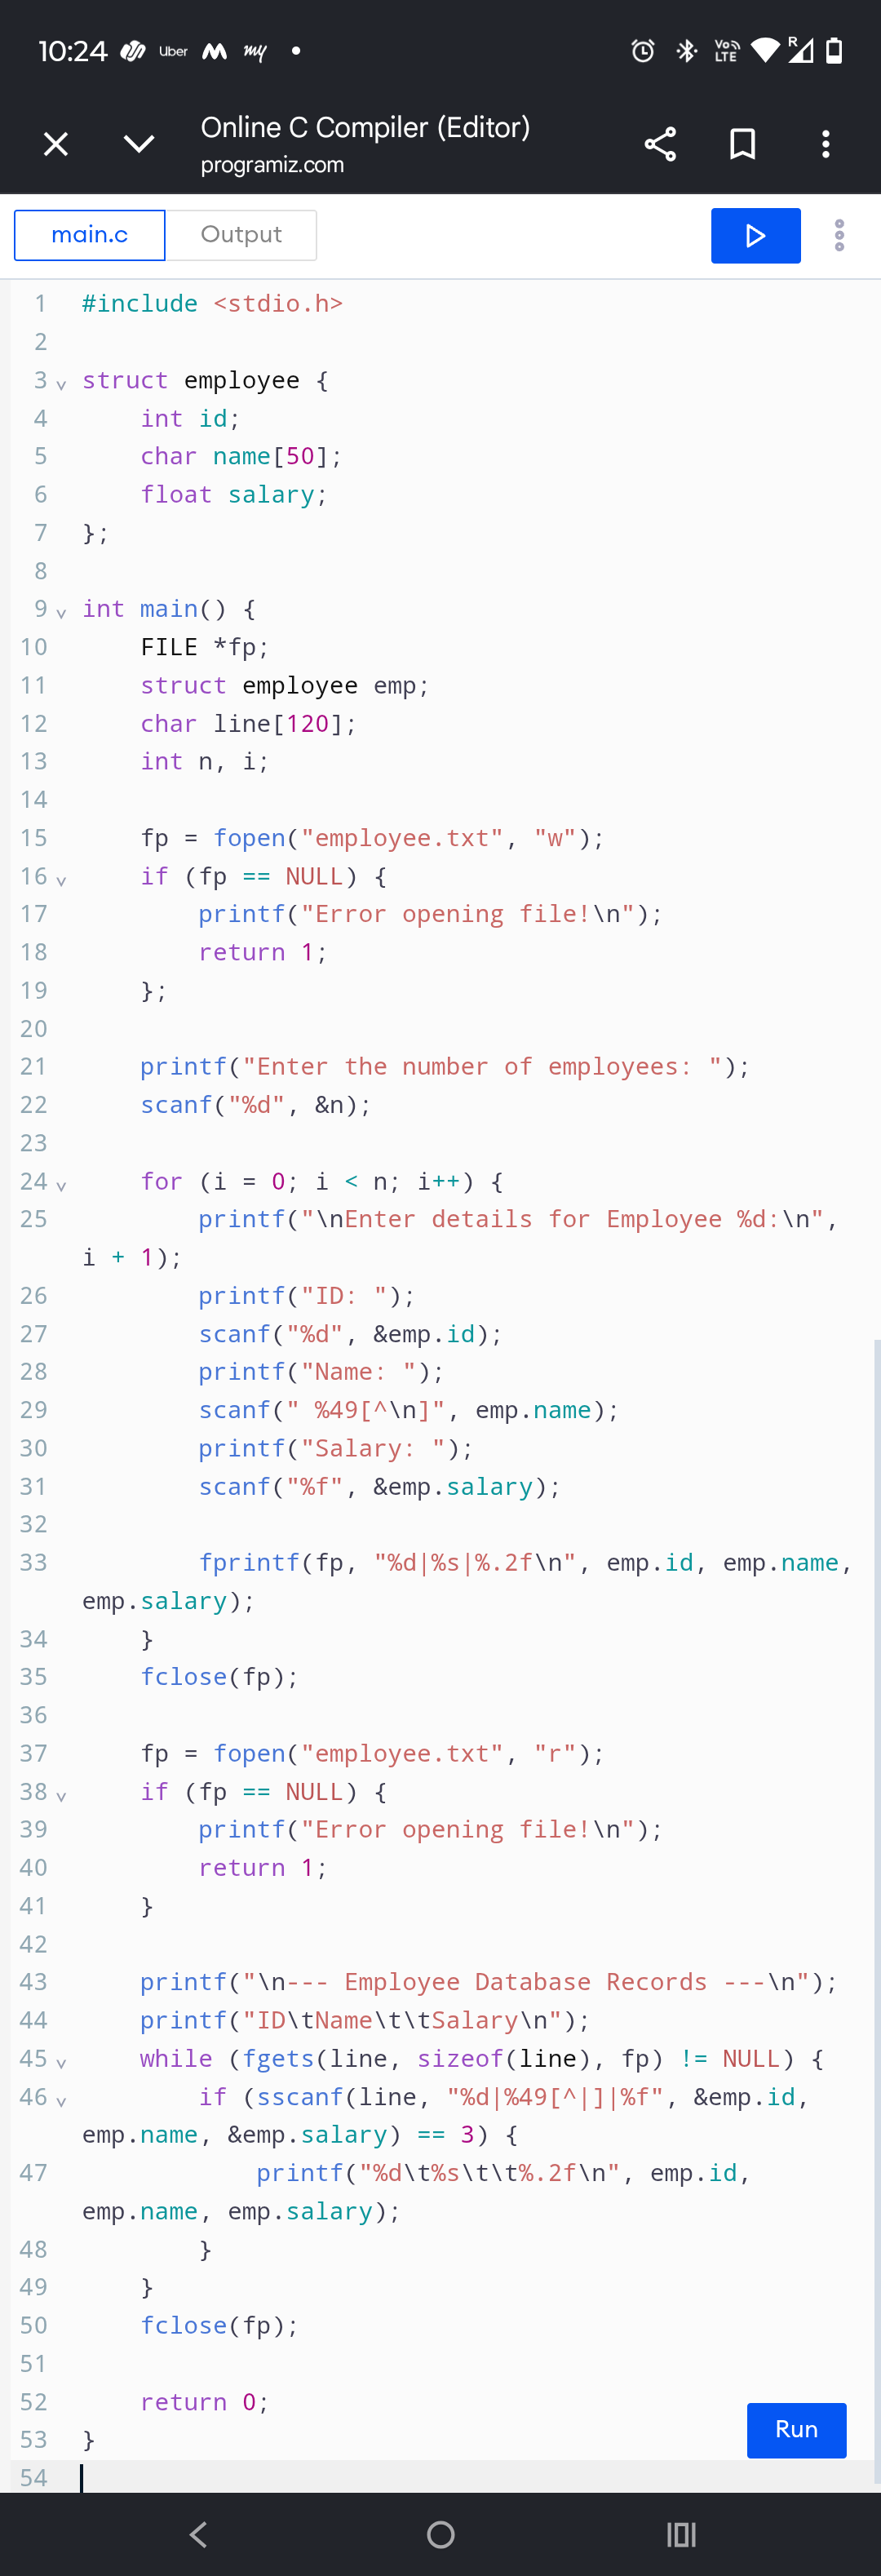 10:24 Uber my
VoLTE R
Online C Compiler (Editor)
programiz.com
main.c Output
1 #include <stdio.h>
2
3 struct employee {
4     int id;
5     char name[50];
6     float salary;
7 };
8
9 int main() {
10     FILE *fp;
11     struct employee emp;
12     char line[120];
13     int n, i;
14
15     fp = fopen("employee.txt", "w");
16     if (fp == NULL) {
17         printf("Error opening file!\n");
18         return 1;
19     };
20
21     printf("Enter the number of employees: ");
22     scanf("%d", &n);
23
24     for (i = 0; i < n; i++) {
25         printf("\nEnter details for Employee %d:\n",
i + 1);
26         printf("ID: ");
27         scanf("%d", &emp.id);
28         printf("Name: ");
29         scanf(" %49[^\n]", emp.name);
30         printf("Salary: ");
31         scanf("%f", &emp.salary);
32
33         fprintf(fp, "%d|%s|%.2f\n", emp.id, emp.name,
emp.salary);
34     }
35     fclose(fp);
36
37     fp = fopen("employee.txt", "r");
38     if (fp == NULL) {
39         printf("Error opening file!\n");
40         return 1;
41     }
42
43     printf("\n--- Employee Database Records ---\n");
44     printf("ID\tName\t\tSalary\n");
45     while (fgets(line, sizeof(line), fp) != NULL) {
46         if (sscanf(line, "%d|%49[^|]|%f", &emp.id,
emp.name, &emp.salary) == 3) {
47             printf("%d\t%s\t\t%.2f\n", emp.id,
emp.name, emp.salary);
48         }
49     }
50     fclose(fp);
51
52     return 0;
53 }
Run
54